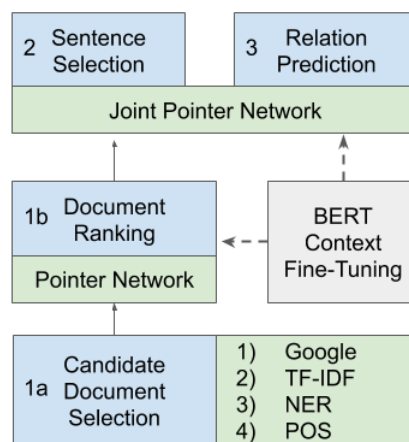 2 Sentence
Selection
3 Relation
Prediction
Joint Pointer Network
1b Document
Ranking
Pointer Network
BERT
Context
Fine-Tuning
1a Candidate
Document
Selection
1) Google
2) TF-IDF
3) NER
4) POS